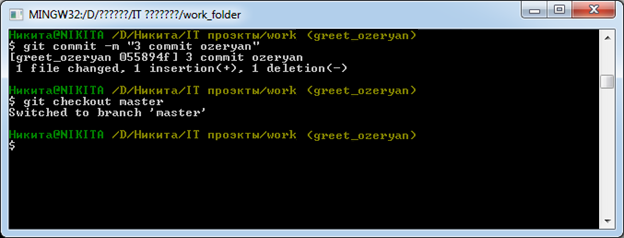 MINGW32:/D/??????/IT ???????/work_folder
Никита@NIKITA /D/Никита/IT проэкты/work (greet_ozeryan)
$ git commit -m "3 commit ozeryan"
[greet_ozeryan 055894f] 3 commit ozeryan
1 file changed, 1 insertion(+), 1 deletion(-)
Никита@NIKITA /D/Никита/IT проэкты/work (greet_ozeryan)
$ git checkout master
Switched to branch 'master'
Никита@NIKITA /D/Никита/IT проэкты/work (greet_ozeryan)
$